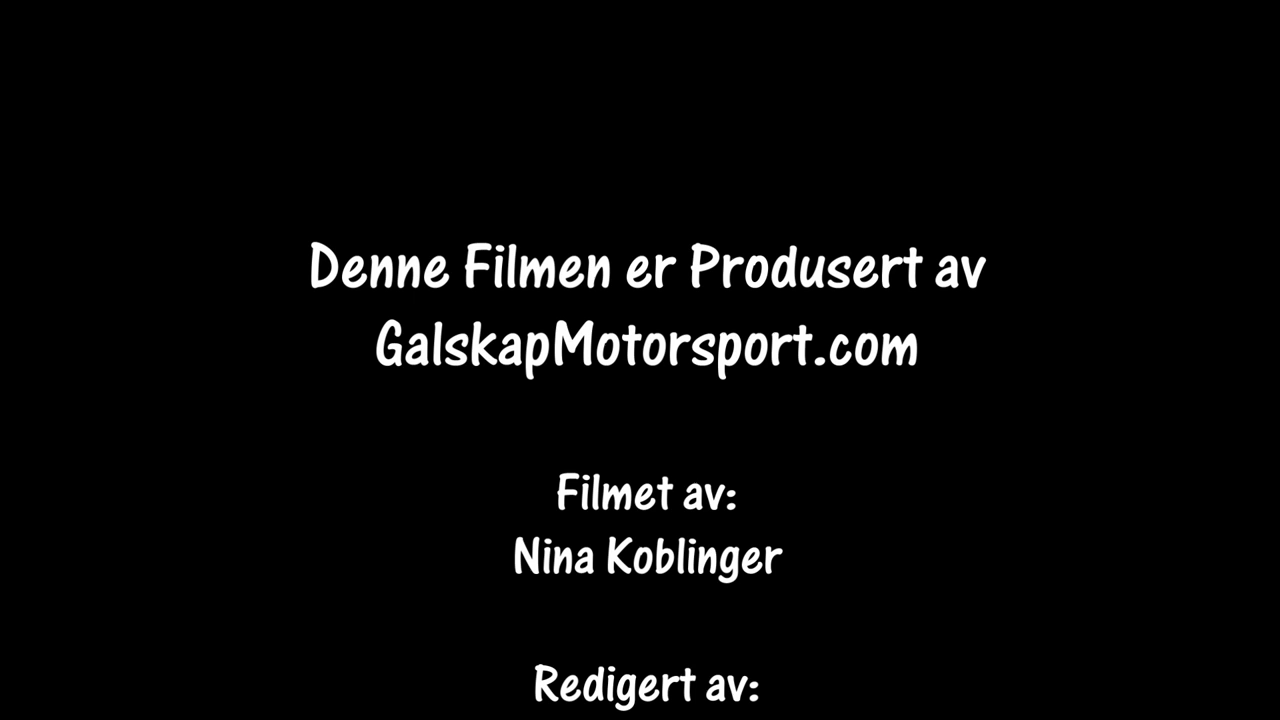 Denne Filmen er Produsert av
GalskapMotorsport.com
Filmet av:
Nina Koblinger
Redigert av: